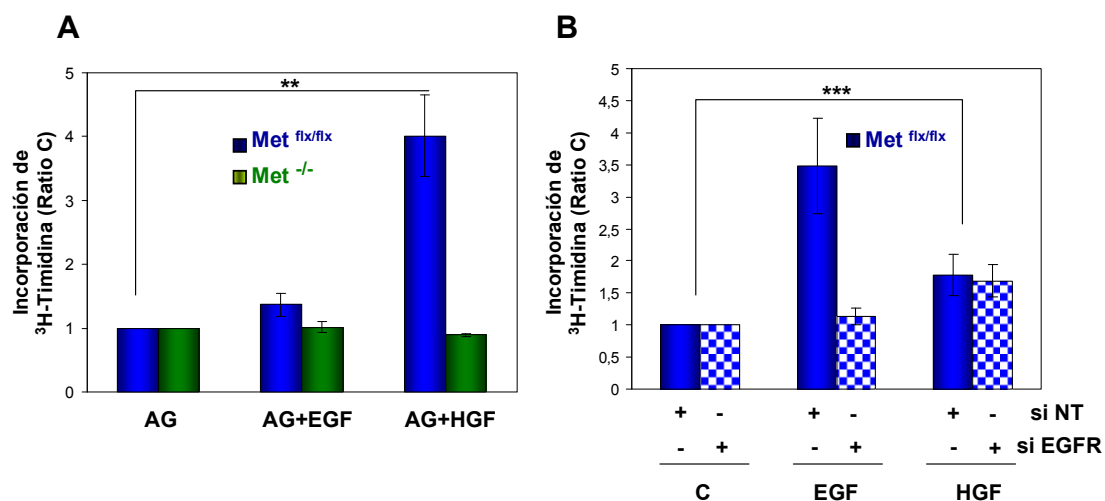 A
Incorporación de
³H-Timidina (Ratio C)
5
4
3
2
1
0
**
Met flx/flx
Met -/-
AG
AG+EGF
AG+HGF
B
Incorporación de
³H-Timidina (Ratio C)
5
4,5
4
3,5
3
2,5
2
1,5
1
0,5
0
***
Met flx/flx
+ - + - + - si NT
- + - + - + si EGFR
C
EGF
HGF